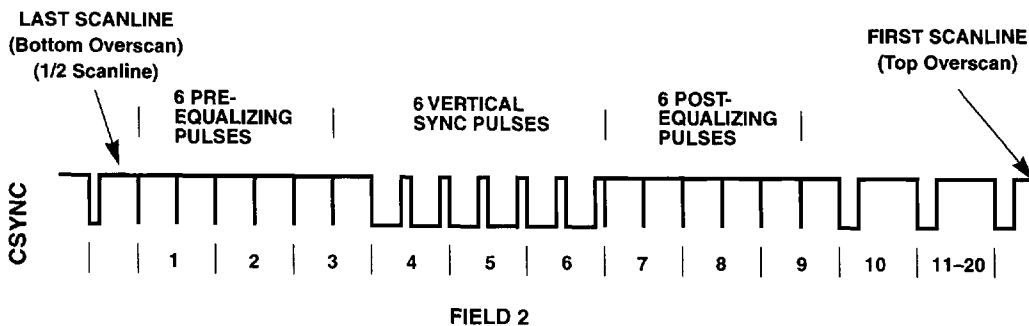 LAST SCANLINE
(Bottom Overscan)
(1/2 Scanline)
FIRST SCANLINE
(Top Overscan)
6 PRE-
EQUALIZING
PULSES
6 VERTICAL
SYNC PULSES
6 POST-
EQUALIZING
PULSES
CSYNC
1 2 3 4 5 6 7 8 9 10 11–20
FIELD 2